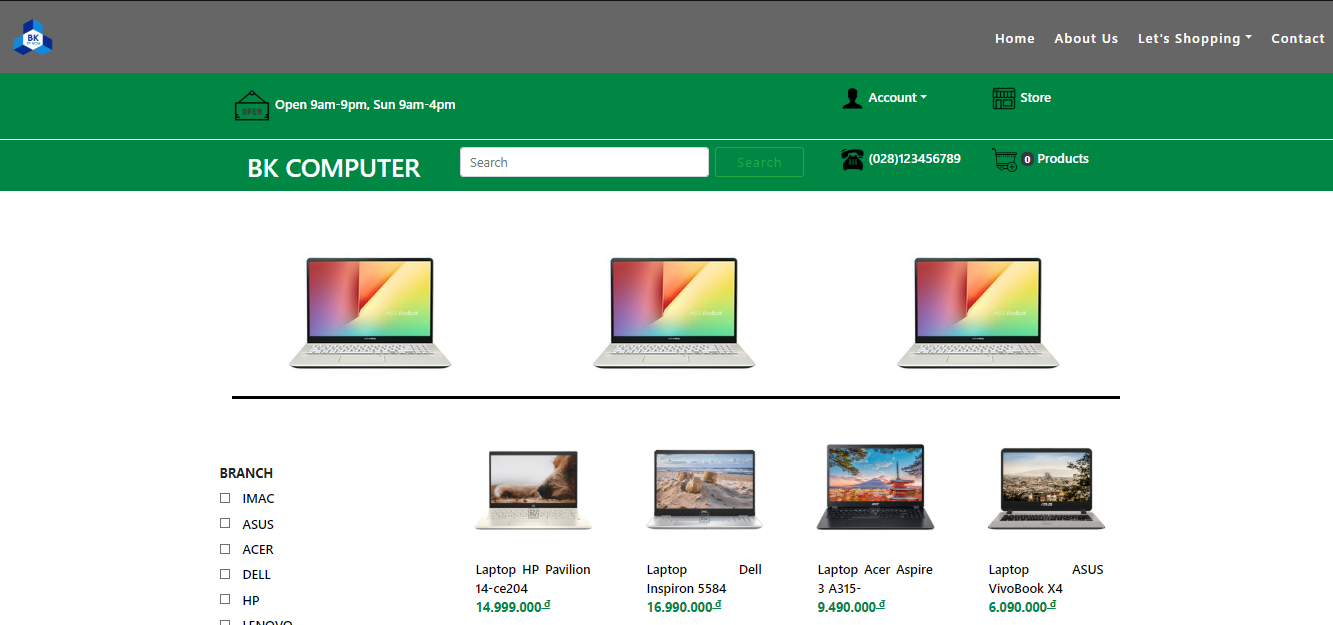 BK
Home About Us Let's Shopping Contact
OPEN
Open 9am-9pm, Sun 9am-4pm
Account
Store
BK COMPUTER
Search
Search
(028)123456789
0 Products
BRANCH
IMAC
ASUS
ACER
DELL
HP
LENOVO
Laptop HP Pavilion
14-ce204
14.999.000 đ
Laptop Dell
Inspiron 5584
16.990.000 đ
Laptop Acer Aspire
3 A315-
9.490.000 đ
Laptop ASUS
VivoBook X4
6.090.000 đ